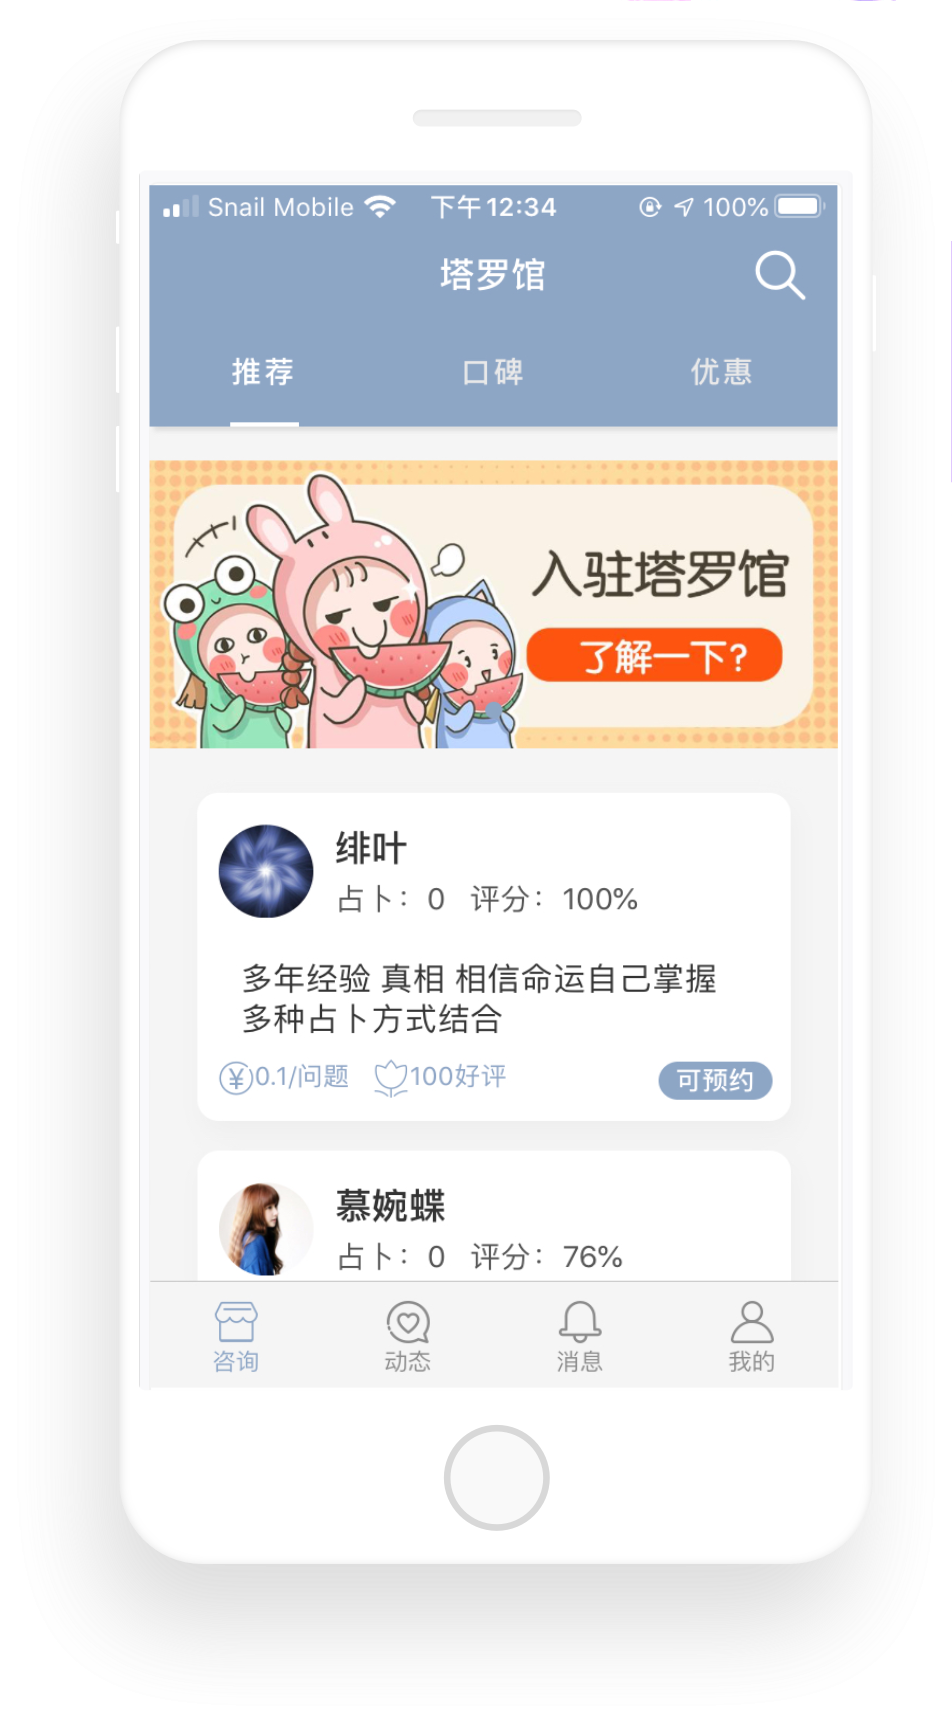 Snail Mobile 下午12:34 100%
塔罗馆
推荐 口碑 优惠
入驻塔罗馆
了解一下?
绯叶
占卜：0 评分：100%
多年经验 真相 相信命运自己掌握
多种占卜方式结合
¥0.1/问题 100好评 可预约
慕婉蝶
占卜：0 评分：76%
咨询 动态 消息 我的